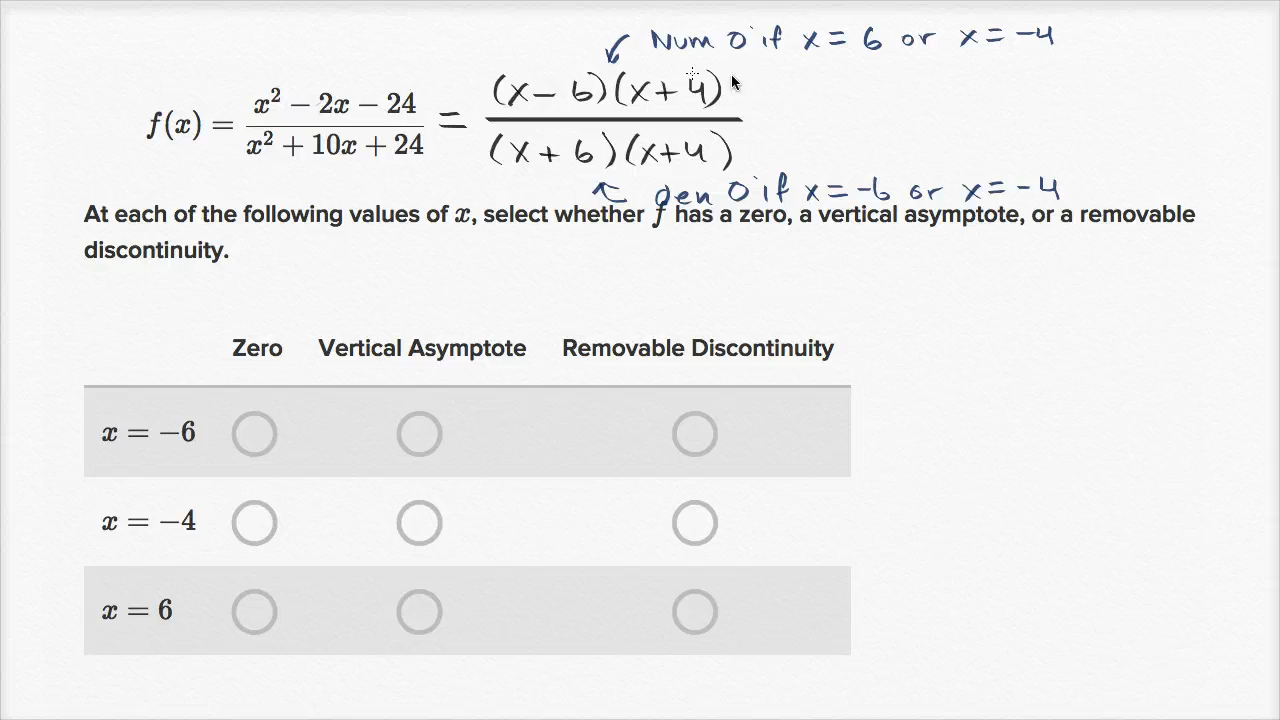 Num 0 if x = 6 or x = -4
f(x) = (x² − 2x − 24)/(x² + 10x + 24) = ((x − 6)(x + 4))/((x + 6)(x + 4))
den 0 if x = -6 or x = -4
At each of the following values of x, select whether f has a zero, a vertical asymptote, or a removable
discontinuity.
Zero Vertical Asymptote Removable Discontinuity
x = −6
x = −4
x = 6